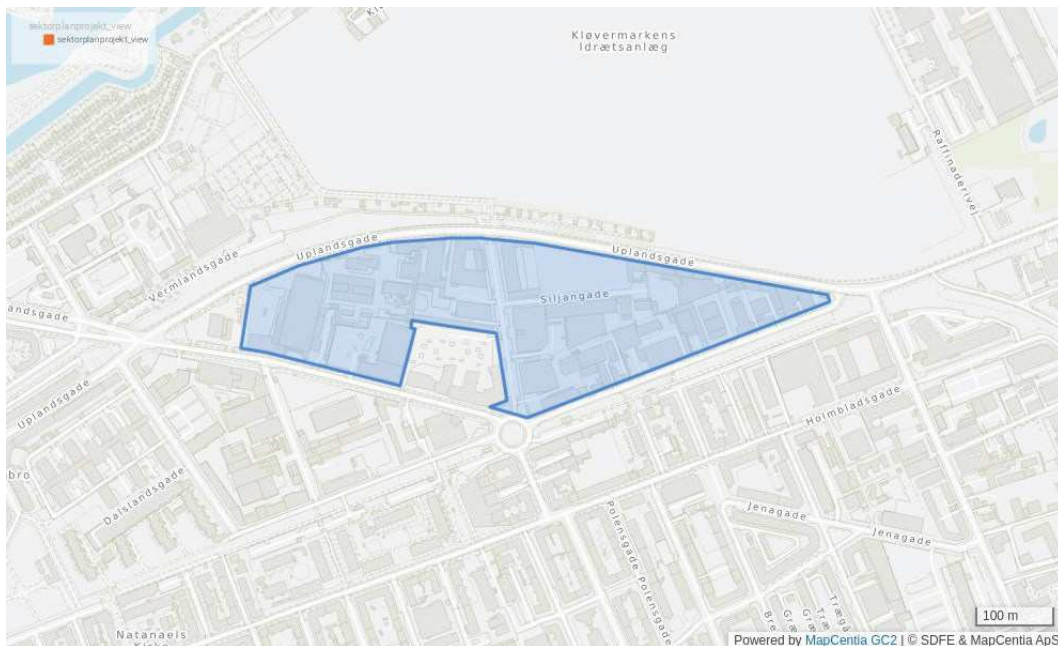 sektorplanprojekt_view
sektorplanprojekt_view
Kløvermarkens
Idrætsanlæg
Raffinaderivej
Uplandsgade
Uplandsgade
Vermlandsgade
Siljangade
landsgade
Holmbladsgade
Uplandsgade
bro
Dalslandsgade
Jenagade
Jenagade
Polensgade
Polensgade
Natanaels
100 m
Powered by MapCentia GC2 | © SDFE & MapCentia ApS